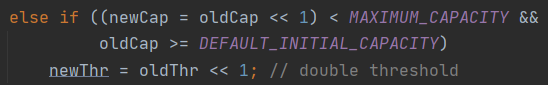 else if ((newCap = oldCap << 1) < MAXIMUM_CAPACITY &&
oldCap >= DEFAULT_INITIAL_CAPACITY)
newThr = oldThr << 1; // double threshold